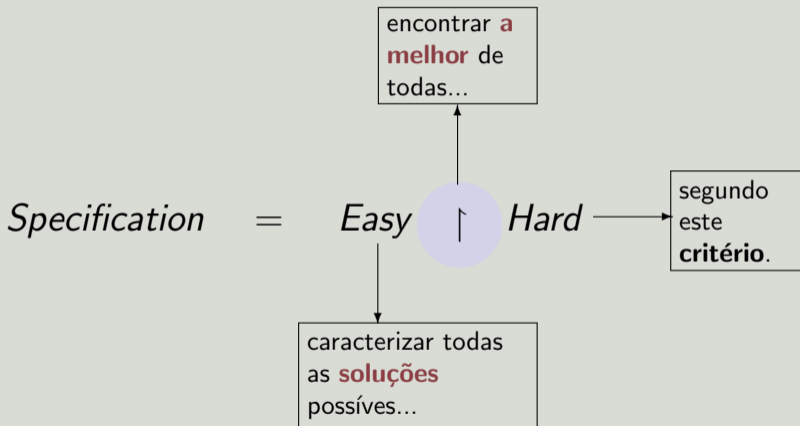 encontrar a
melhor de
todas...
Specification = Easy ↾ Hard
segundo
este
critério.
caracterizar todas
as soluções
possíves...